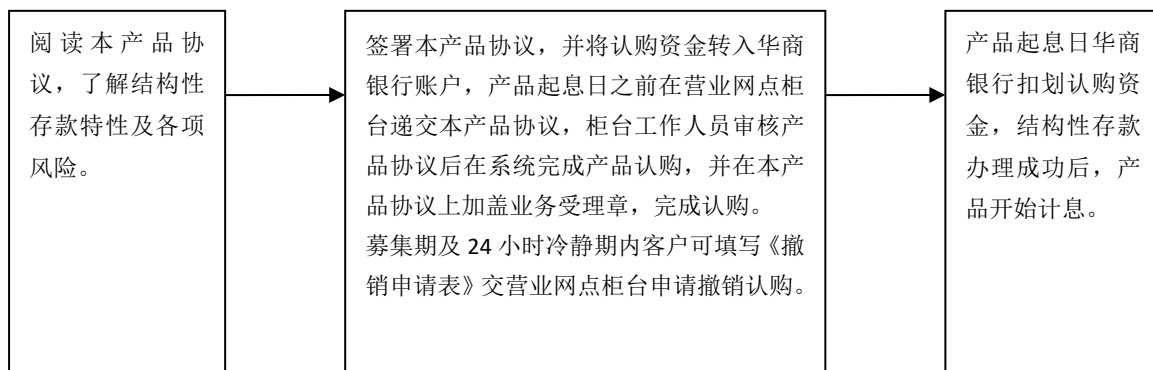 阅读本产品协
议，了解结构性
存款特性及各项
风险。
签署本产品协议，并将认购资金转入华商
银行账户，产品起息日之前在营业网点柜
台递交本产品协议，柜台工作人员审核产
品协议后在系统完成产品认购，并在本产
品协议上加盖业务受理章，完成认购。
募集期及 24 小时冷静期内客户可填写《撤
销申请表》交营业网点柜台申请撤销认购。
产品起息日华商
银行扣划认购资
金，结构性存款
办理成功后，产
品开始计息。